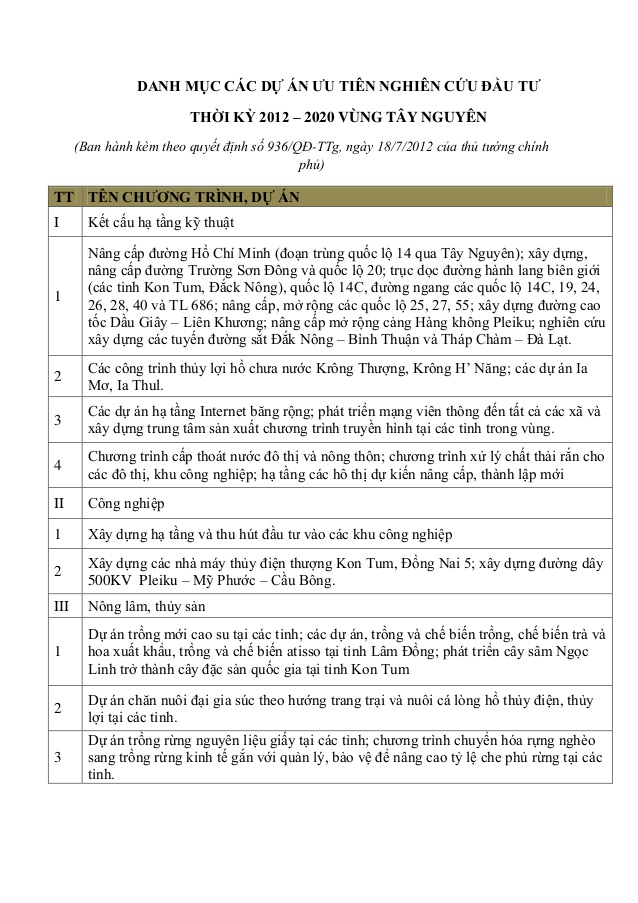 DANH MỤC CÁC DỰ ÁN ƯU TIÊN NGHIÊN CỨU ĐẦU TƯ
THỜI KỲ 2012 – 2020 VÙNG TÂY NGUYÊN
(Ban hành kèm theo quyết định số 936/QĐ-TTg, ngày 18/7/2012 của thủ tướng chính
phủ)
TT TÊN CHƯƠNG TRÌNH, DỰ ÁN
I Kết cấu hạ tầng kỹ thuật
1
Nâng cấp đường Hồ Chí Minh (đoạn trùng quốc lộ 14 qua Tây Nguyên); xây dựng,
nâng cấp đường Trường Sơn Đông và quốc lộ 20; trục dọc đường hành lang biên giới
(các tỉnh Kon Tum, Đắck Nông), quốc lộ 14C, đường ngang các quốc lộ 14C, 19, 24,
26, 28, 40 và TL 686; nâng cấp, mở rộng các quốc lộ 25, 27, 55; xây dựng đường cao
tốc Dầu Giây – Liên Khương; nâng cấp mở rộng cảng Hàng không Pleiku; nghiên cứu
xây dựng các tuyến đường sắt Đắk Nông – Bình Thuận và Tháp Chàm – Đà Lạt.
2
Các công trình thủy lợi hồ chưa nước Krông Thượng, Krông H' Năng; các dự án Ia
Mơ, Ia Thul.
3
Các dự án hạ tầng Internet băng rộng; phát triển mạng viên thông đến tất cả các xã và
xây dựng trung tâm sản xuất chương trình truyền hình tại các tỉnh trong vùng.
4
Chương trình cấp thoát nước đô thị và nông thôn; chương trình xử lý chất thải rắn cho
các đô thị, khu công nghiệp; hạ tầng các hô thị dự kiến nâng cấp, thành lập mới
II Công nghiệp
1 Xây dựng hạ tầng và thu hút đầu tư vào các khu công nghiệp
2
Xây dựng các nhà máy thủy điện thượng Kon Tum, Đồng Nai 5; xây dựng đường dây
500KV Pleiku – Mỹ Phước – Cầu Bông.
III Nông lâm, thủy sản
1
Dự án trồng mới cao su tại các tỉnh; các dự án, trồng và chế biến trồng, chế biến trà và
hoa xuất khẩu, trồng và chế biến atisso tại tỉnh Lâm Đồng; phát triển cây sâm Ngọc
Linh trở thành cây đặc sản quốc gia tại tỉnh Kon Tum
2
Dự án chăn nuôi đại gia súc theo hướng trang trại và nuôi cá lòng hồ thủy điện, thủy
lợi tại các tỉnh.
3
Dự án trồng rừng nguyên liệu giấy tại các tỉnh; chương trình chuyển hóa rựng nghèo
sang trồng rừng kinh tế gắn với quản lý, bảo vệ để nâng cao tỷ lệ che phủ rừng tại các
tỉnh.